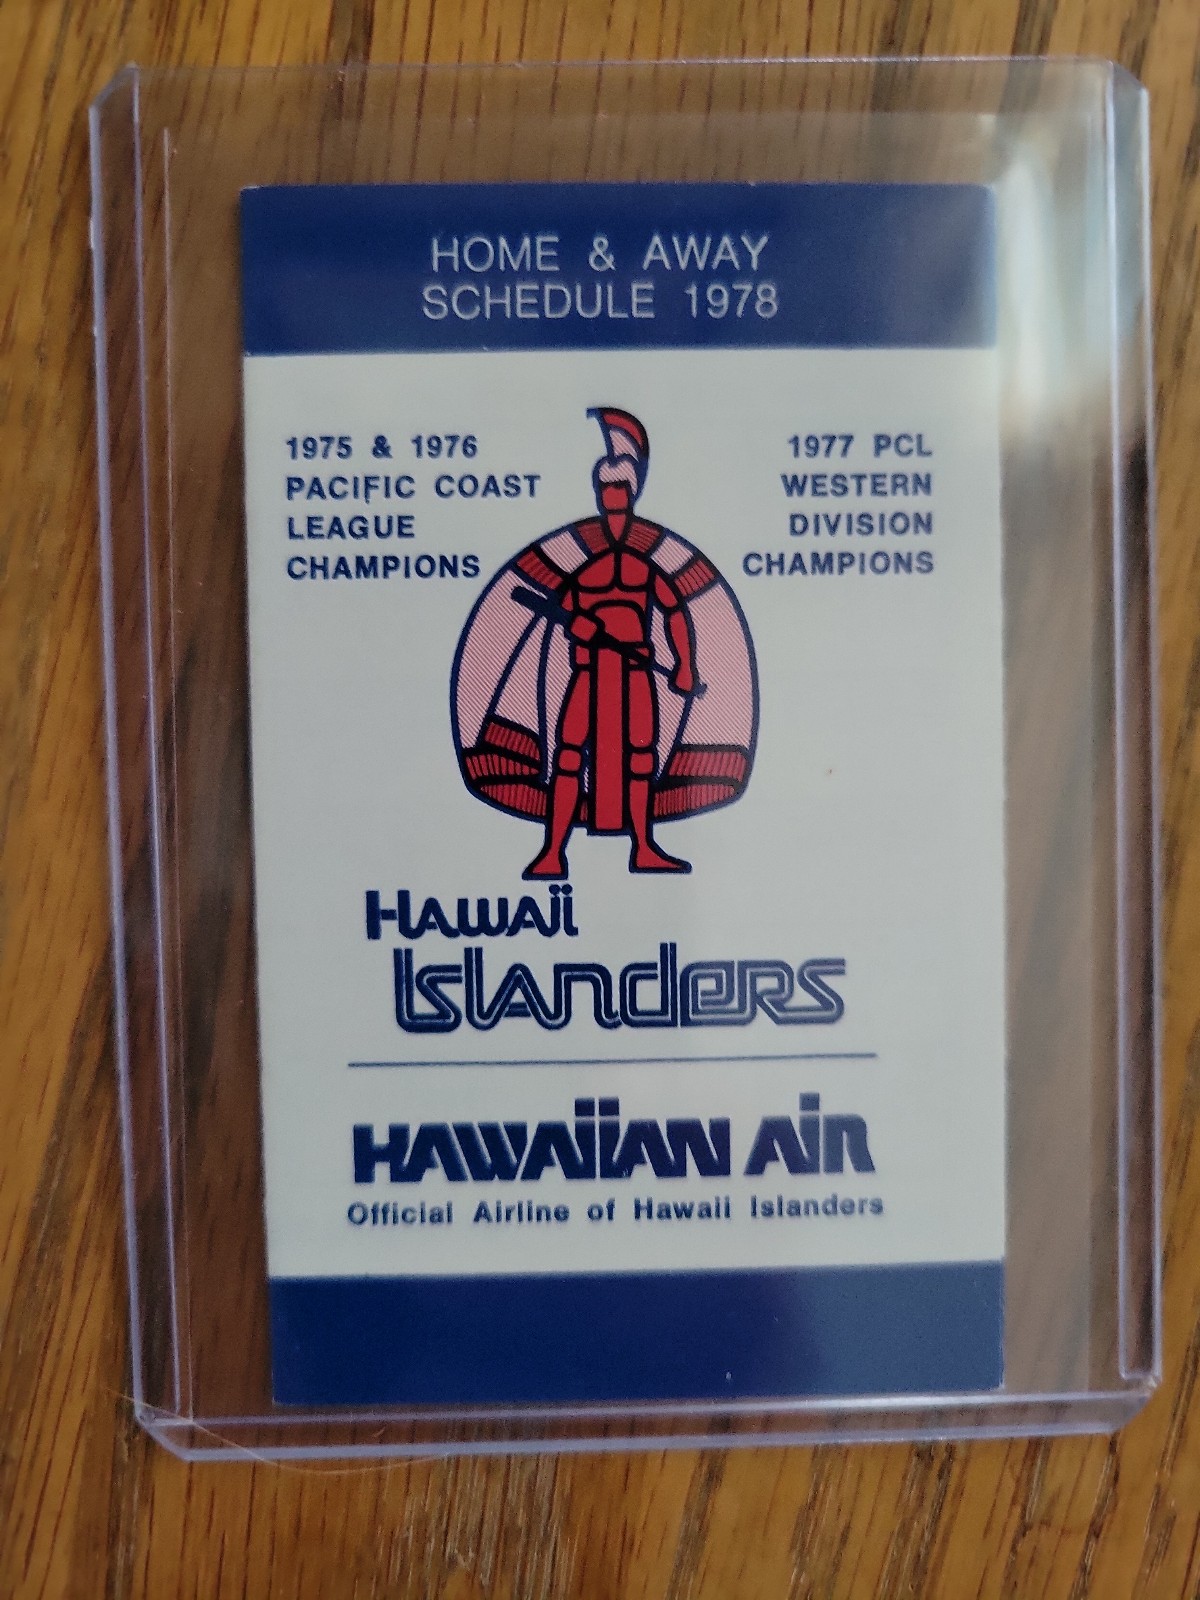 HOME & AWAY
SCHEDULE 1978
1975 & 1976
PACIFIC COAST
LEAGUE
CHAMPIONS
1977 PCL
WESTERN
DIVISION
CHAMPIONS
HAWAII
ISLANDERS
HAWAIIAN AIR
Official Airline of Hawaii Islanders